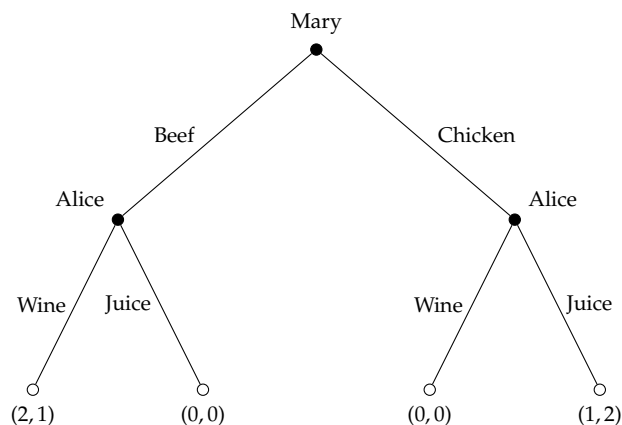 Mary
Beef
Chicken
Alice
Alice
Wine
Juice
Wine
Juice
(2, 1)
(0, 0)
(0, 0)
(1, 2)